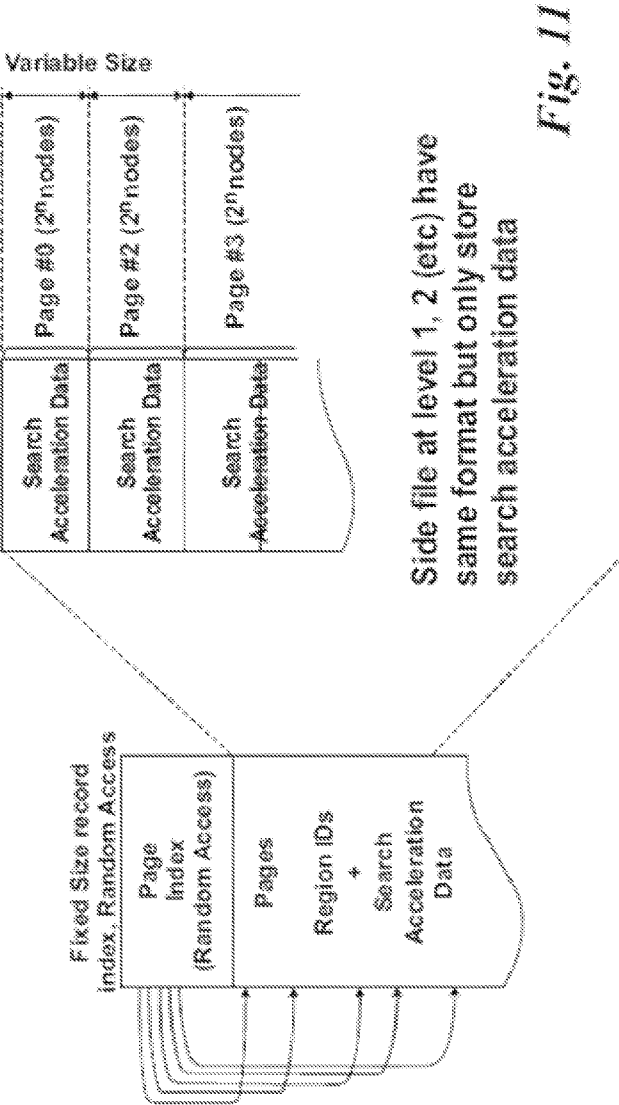 Fixed Size record
index, Random Access
Page
Index
(Random Access)
Pages
Region IDs
+
Search
Acceleration
Data
Variable Size
Search
Acceleration Data
Page #0 (2ⁿnodes)
Search
Acceleration Data
Page #2 (2ⁿnodes)
Search
Acceleration Data
Page #3 (2ⁿnodes)
Side file at level 1, 2 (etc) have
same format but only store
search acceleration data
Fig. 11